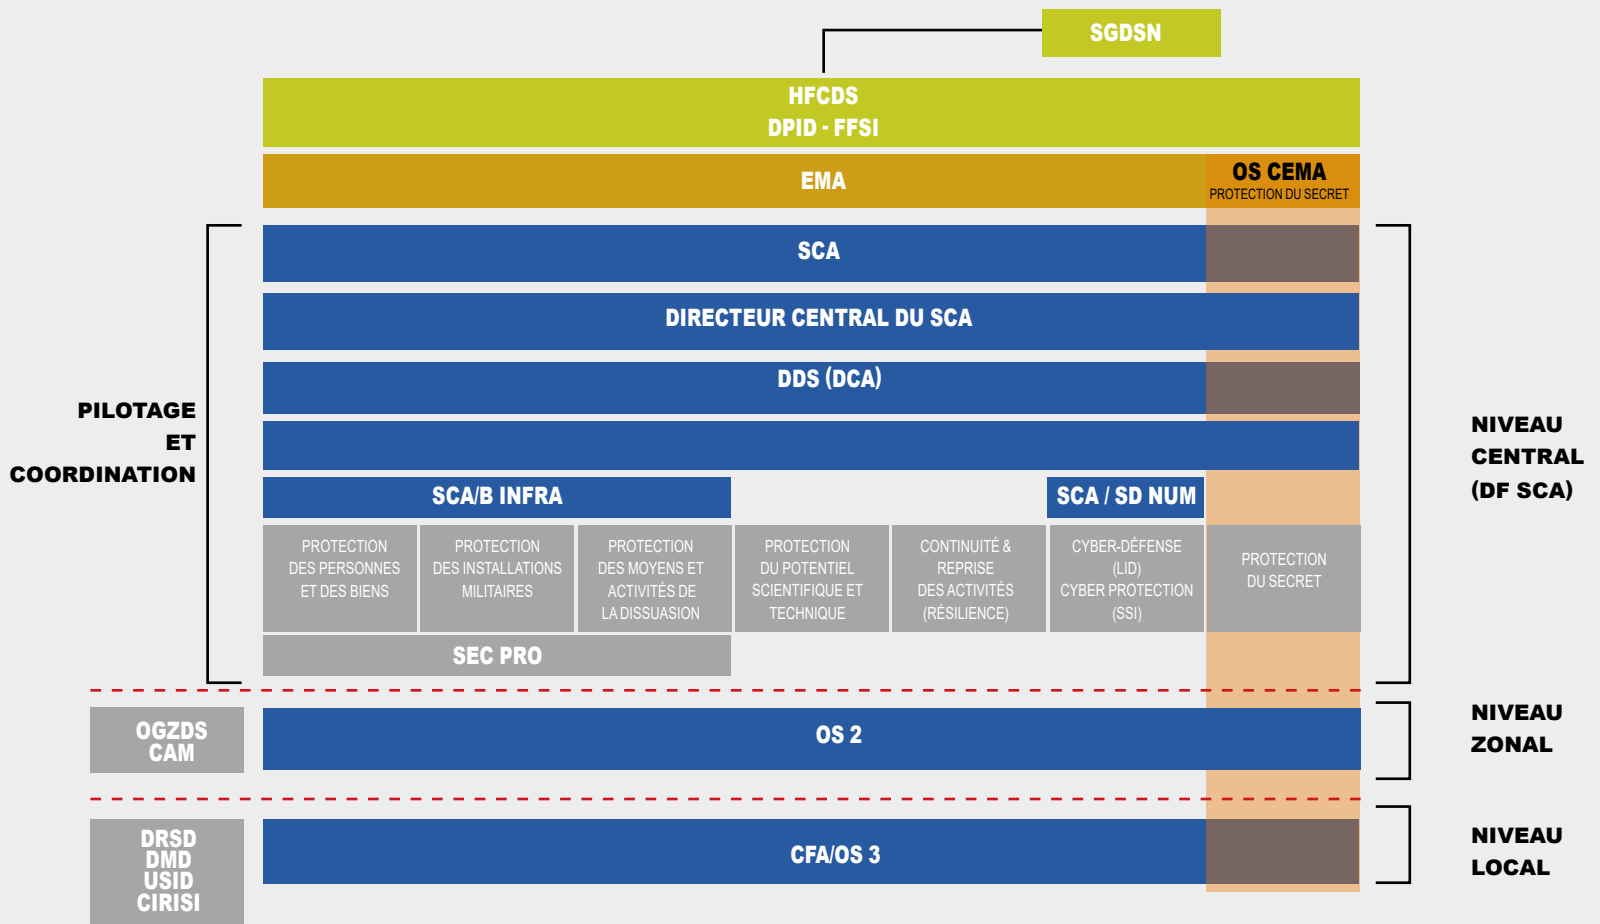 SGDSN
HFCDS
DPID - FFSI
EMA
OS CEMA
PROTECTION DU SECRET
SCA
DIRECTEUR CENTRAL DU SCA
DDS (DCA)
PILOTAGE
ET
COORDINATION
NIVEAU
CENTRAL
(DF SCA)
SCA/B INFRA
SCA / SD NUM
PROTECTION
DES PERSONNES
ET DES BIENS
PROTECTION
DES INSTALLATIONS
MILITAIRES
PROTECTION
DES MOYENS ET
ACTIVITÉS DE
LA DISSUASION
PROTECTION
DU POTENTIEL
SCIENTIFIQUE ET
TECHNIQUE
CONTINUITÉ &
REPRISE
DES ACTIVITÉS
(RÉSILIENCE)
CYBER-DÉFENSE
(LID)
CYBER PROTECTION
(SSI)
PROTECTION
DU SECRET
SEC PRO
OGZDS
CAM
OS 2
NIVEAU
ZONAL
DRSD
DMD
USID
CIRISI
CFA/OS 3
NIVEAU
LOCAL